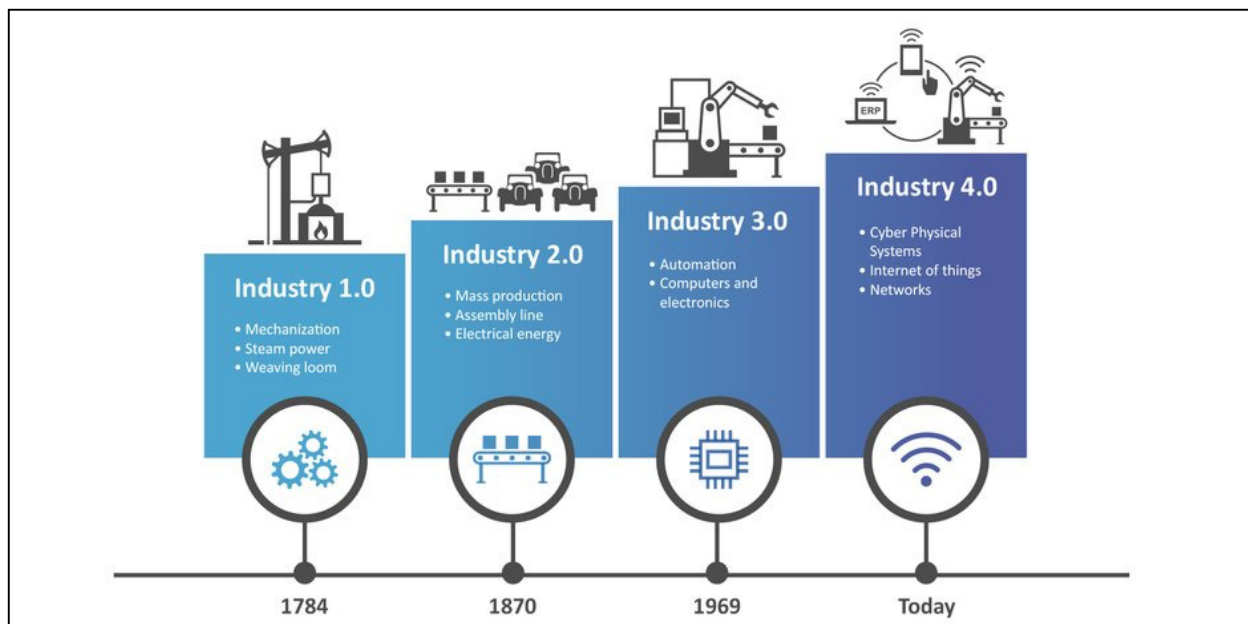 Industry 1.0
• Mechanization
• Steam power
• Weaving loom
Industry 2.0
• Mass production
• Assembly line
• Electrical energy
Industry 3.0
• Automation
• Computers and
electronics
ERP
Industry 4.0
• Cyber Physical
Systems
• Internet of things
• Networks
1784
1870
1969
Today